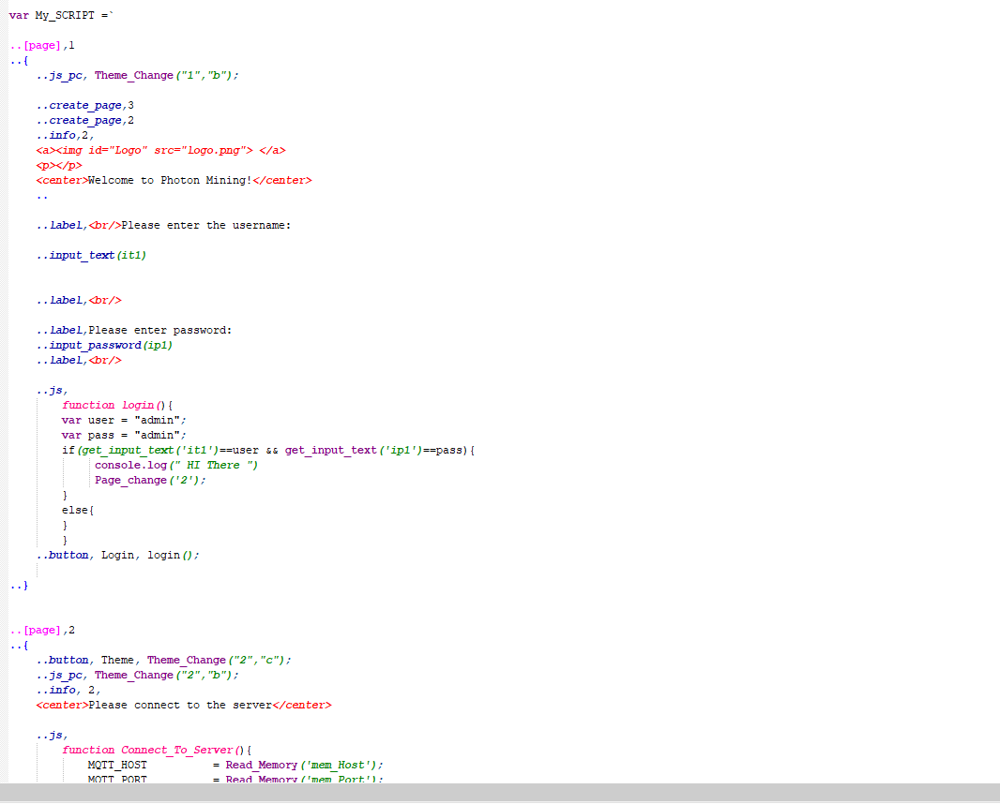 var My_SCRIPT =`
..[page],1
..{
..js_pc, Theme_Change("1","b");
..create_page,3
..create_page,2
..info,2,
<a><img id="Logo" src="logo.png"> </a>
<p></p>
<center>Welcome to Photon Mining!</center>
..
..label,<br/>Please enter the username:
..input_text(it1)
..label,<br/>
..label,Please enter password:
..input_password(ip1)
..label,<br/>
..js,
function login(){
var user = "admin";
var pass = "admin";
if(get_input_text('it1')==user && get_input_text('ip1')==pass){
console.log(" HI There ")
Page_change('2');
}
else{
}
}
..button, Login, login();
..}
..[page],2
..{
..button, Theme, Theme_Change("2","c");
..js_pc, Theme_Change("2","b");
..info, 2,
<center>Please connect to the server</center>
..js,
function Connect_To_Server(){
MQTT_HOST = Read_Memory('mem_Host');
MQTT_PORT = Read_Memory('mem_Port');